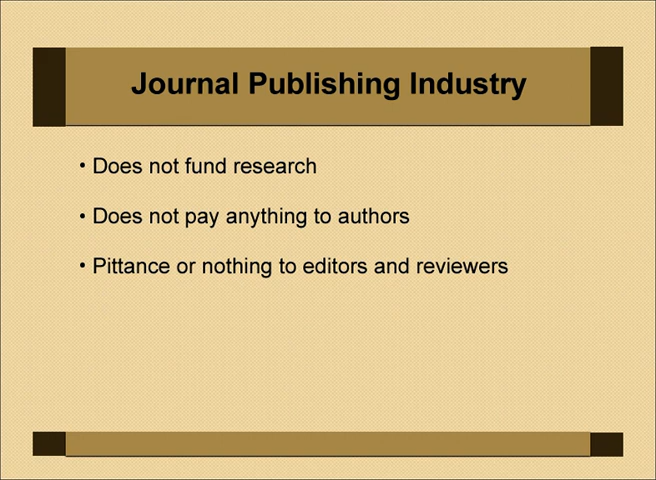 Journal Publishing Industry
• Does not fund research
• Does not pay anything to authors
• Pittance or nothing to editors and reviewers